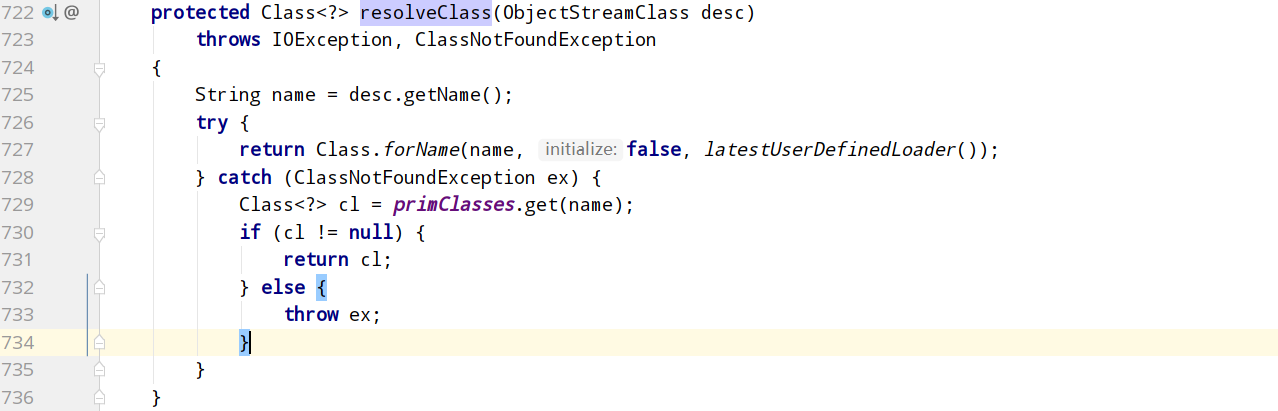 722 @ protected Class<?> resolveClass(ObjectStreamClass desc)
723 throws IOException, ClassNotFoundException
724 {
725 String name = desc.getName();
726 try {
727 return Class.forName(name, initialize: false, latestUserDefinedLoader());
728 } catch (ClassNotFoundException ex) {
729 Class<?> cl = primClasses.get(name);
730 if (cl != null) {
731 return cl;
732 } else {
733 throw ex;
734 }
735 }
736 }